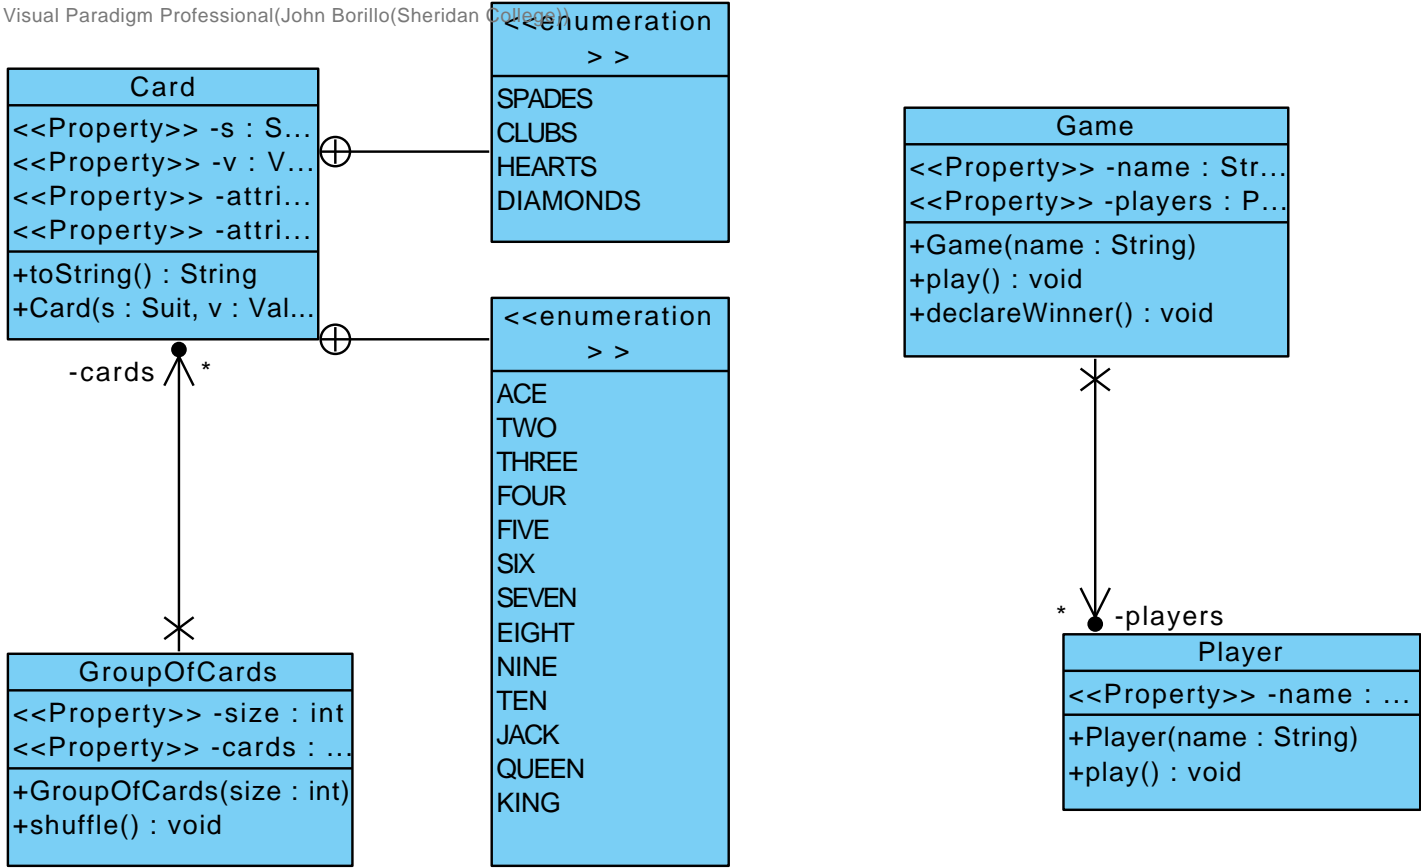 Visual Paradigm Professional(John Borillo(Sheridan College))
Card
<<Property>> -s : S...
<<Property>> -v : V...
<<Property>> -attri...
<<Property>> -attri...
+toString() : String
+Card(s : Suit, v : Val...
<<enumeration
> >
SPADES
CLUBS
HEARTS
DIAMONDS
<<enumeration
> >
ACE
TWO
THREE
FOUR
FIVE
SIX
SEVEN
EIGHT
NINE
TEN
JACK
QUEEN
KING
-cards *
GroupOfCards
<<Property>> -size : int
<<Property>> -cards : ...
+GroupOfCards(size : int)
+shuffle() : void
Game
<<Property>> -name : Str...
<<Property>> -players : P...
+Game(name : String)
+play() : void
+declareWinner() : void
* -players
Player
<<Property>> -name : ...
+Player(name : String)
+play() : void